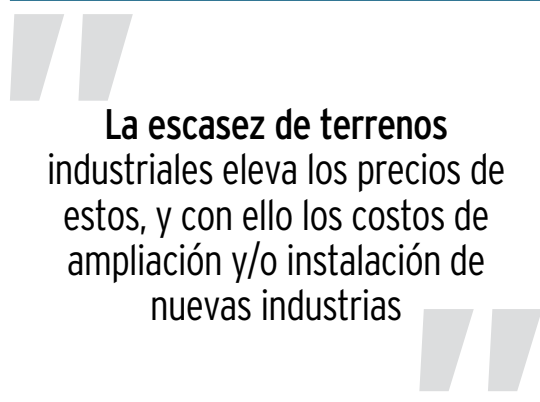 La escasez de terrenos
industriales eleva los precios de
estos, y con ello los costos de
ampliación y/o instalación de
nuevas industrias